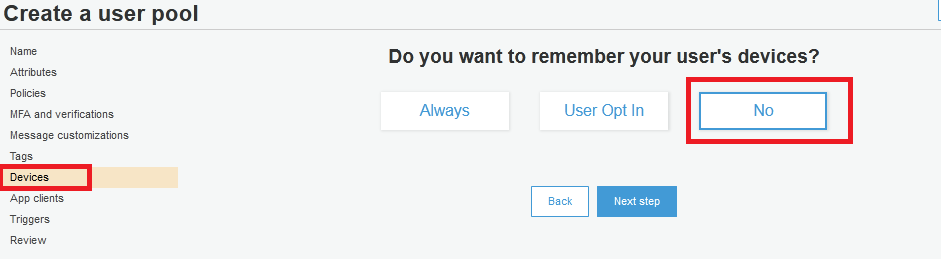 Create a user pool
Name
Attributes
Policies
MFA and verifications
Message customizations
Tags
Devices
App clients
Triggers
Review
Do you want to remember your user's devices?
Always
User Opt In
No
Back
Next step